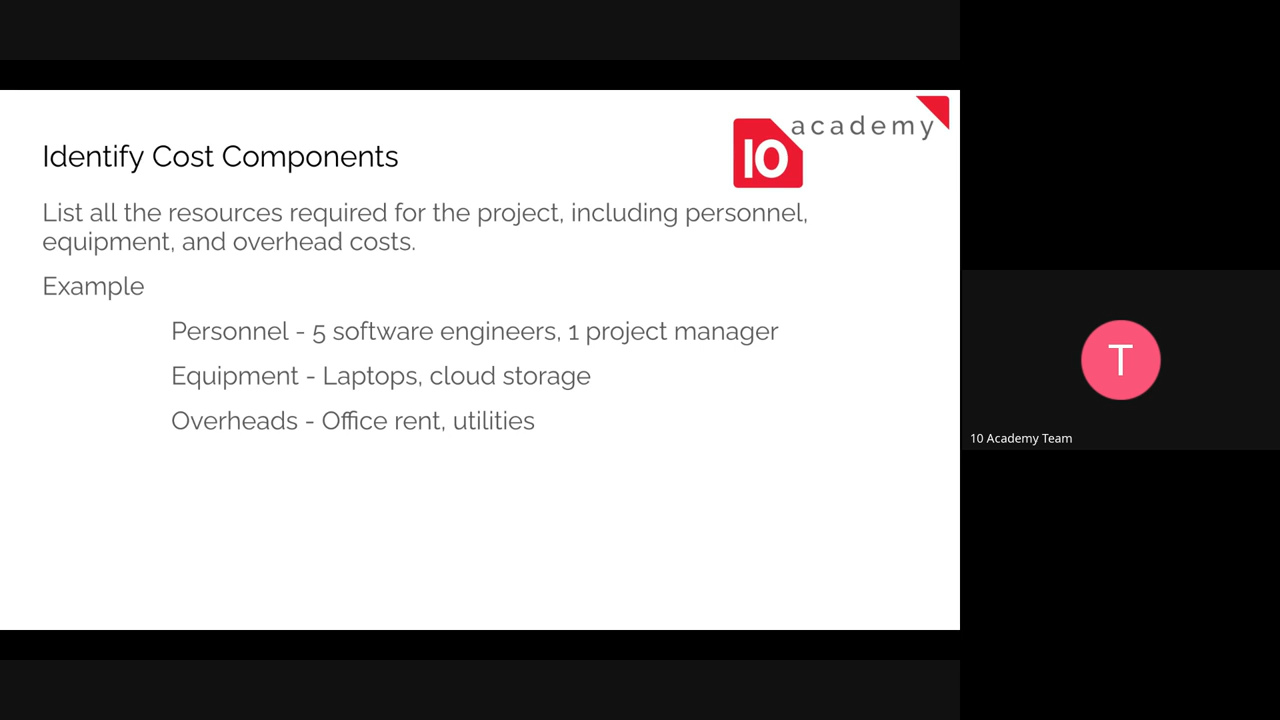 academy
10
Identify Cost Components
List all the resources required for the project, including personnel,
equipment, and overhead costs.
Example
Personnel - 5 software engineers, 1 project manager
Equipment - Laptops, cloud storage
Overheads - Office rent, utilities
T
10 Academy Team